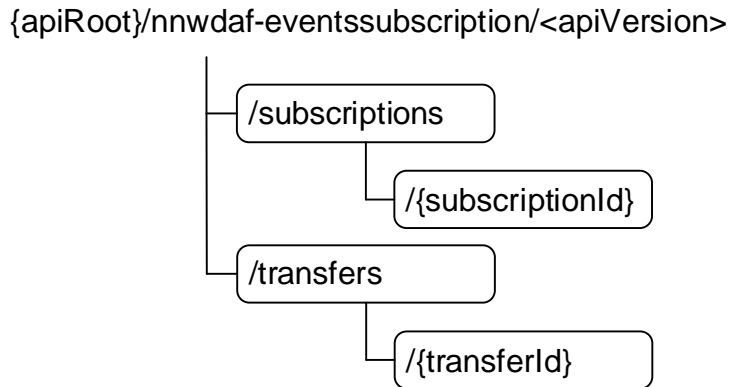 {apiRoot}/nnwdaf-eventssubscription/<apiVersion>
/subscriptions
/{subscriptionId}
/transfers
/{transferId}